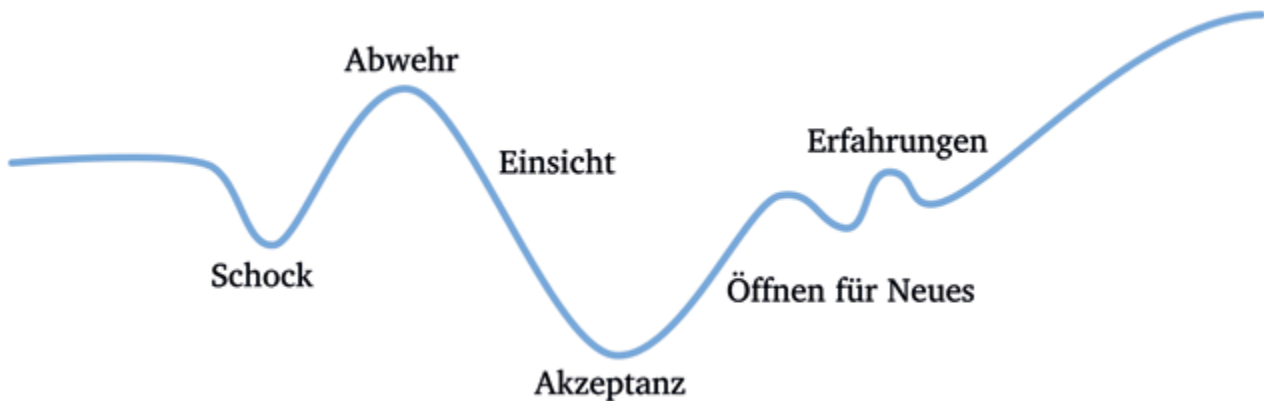 Abwehr
Erfahrungen
Einsicht
Schock
Öffnen für Neues
Akzeptanz